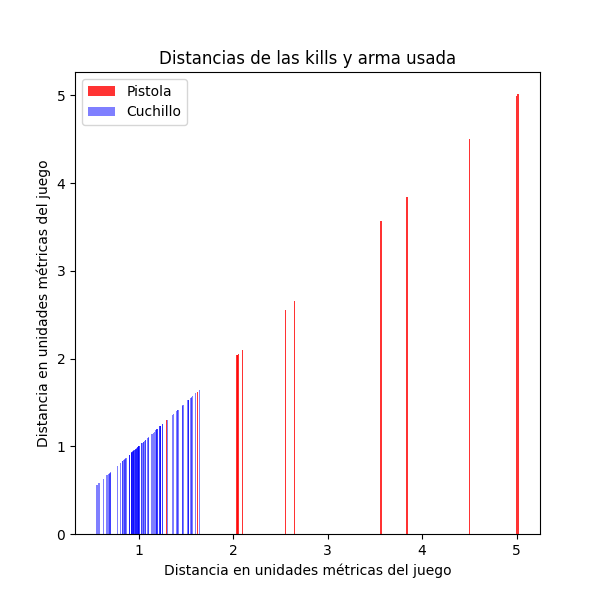 Distancias de las kills y arma usada
Pistola
Cuchillo
Distancia en unidades métricas del juego
5
4
3
2
1
0
1 2 3 4 5
Distancia en unidades métricas del juego